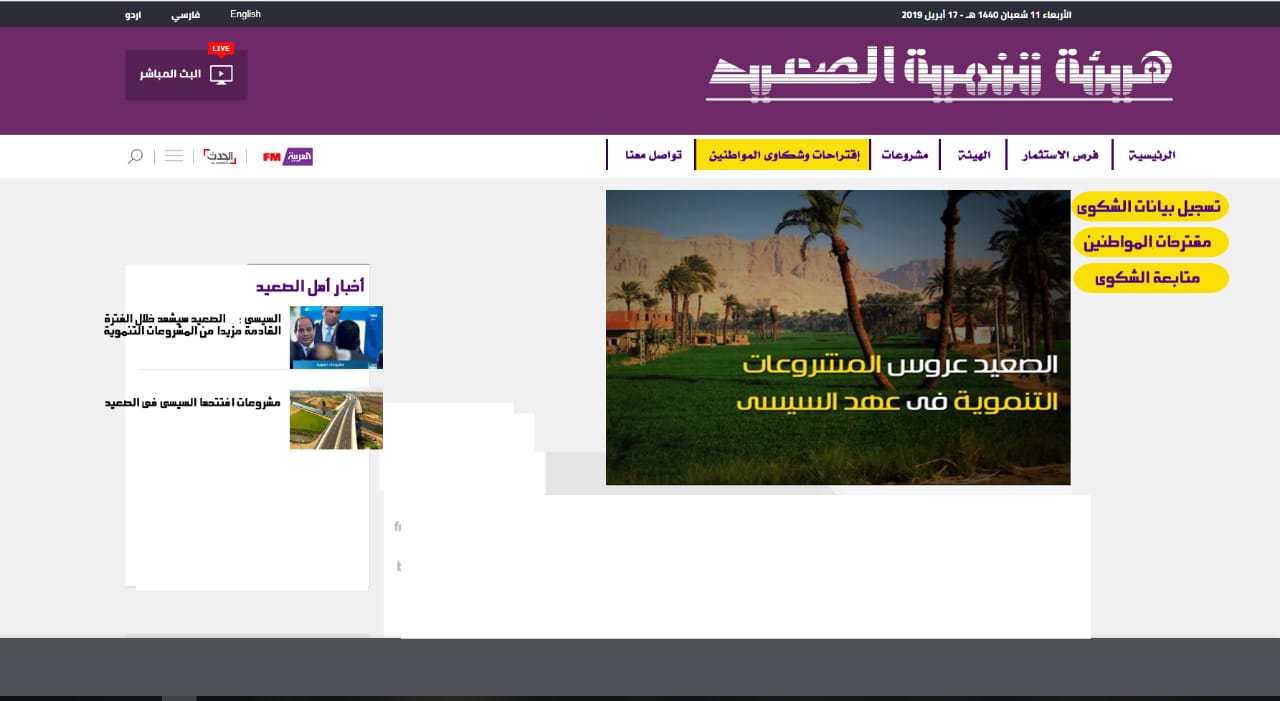 الأربعاء 11 شعبان 1440 هـ - 17 أبريل 2019
English
فارسي
اردو
هيئة تنمية الصعيد
LIVE
البث المباشر
الرئيسية
فرص الاستثمار
الهيئة
مشروعات
إقتراحات وشكاوى المواطنين
تواصل معنا
العربية FM
الحدث
تسجيل بيانات الشكوى
مقترحات المواطنين
متابعة الشكوى
الصعيد عروس المشروعات
التنموية فى عهد السيسى
أخبار أهل الصعيد
السيسى : الصعيد سيشهد خلال الفترة
القادمة مزيدا من المشروعات التنموية
مشروعات افتتحها السيسى فى الصعيد